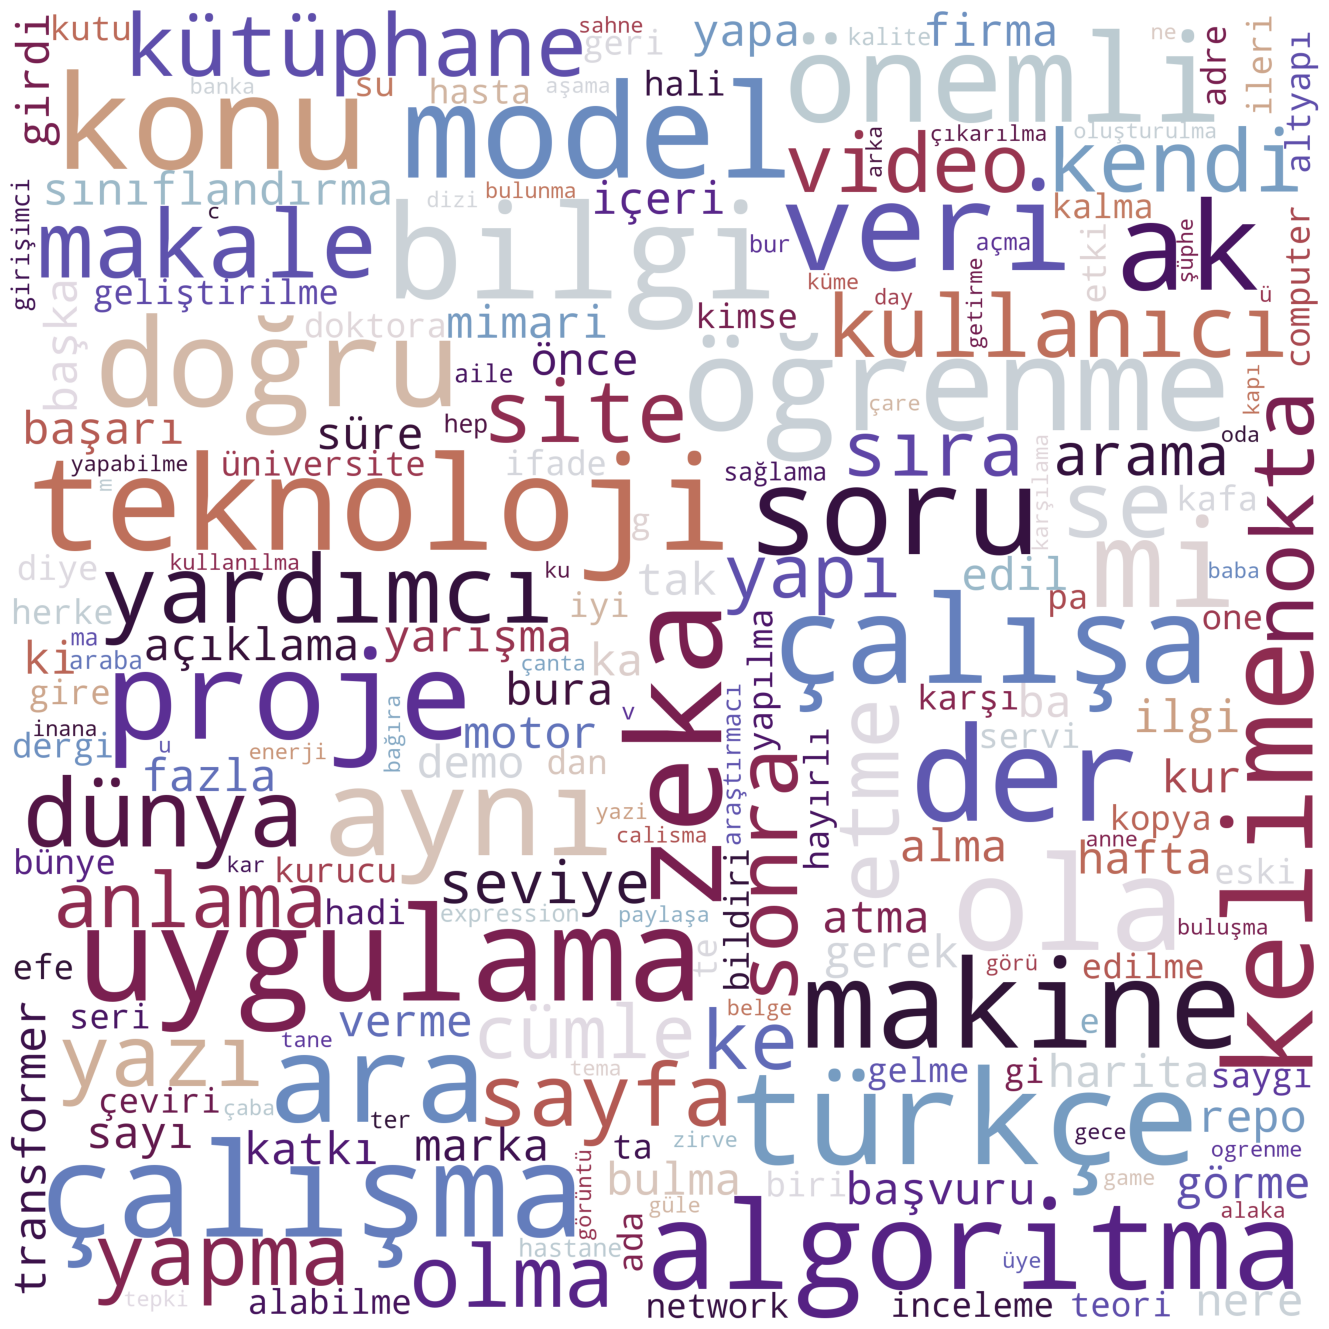 kutu
kütüphane
sahne
geri
yapa
kalite
firma
ne
ileri
adre
girdi
banka
su
hasta
aşama
hali
önemli
altyapı
konu
model
arka
çıkarılma
oluşturulma
video
kendi
sınıflandırma
dizi
bulunma
içeri
kalma
girişimci
c
makale
bilgi
bur
veri
açma
etki
ak
şüphe
computer
geliştirilme
küme
day
getirme
ü
başka
doğru
doktora
mimari
kimse
kullanıcı
önce
öğrenme
aile
çare
kapı
başarı
süre
hep
site
sıra
arama
oda
yapabilme
üniversite
ifade
sağlama
karşılama
kelimenokta
teknoloji
m
g
soru
se
kafa
diye
kullanılma
ku
tak
yapı
edil
mi
baba
herke
yardımcı
iyi
zeka
pa
one
ma
açıklama
yarışma
çalışa
ki
araba
çanta
ka
gire
proje
bura
yapılma
karşı
ba
ilgi
inana
v
dergi
u
enerji
bağıra
motor
araştırmacı
hayırlı
servi
fazla
demo
dan
sonra
etme
der
kur
dünya
aynı
yazi
kopya
calisma
anne
bünye
kar
kurucu
seviye
alma
hafta
eski
anlama
hadi
expression
paylaşa
bildiri
atma
ola
buluşma
efe
uygulama
te
gerek
görü
edilme
transformer
seri
verme
cümle
belge
makine
e
yazı
tane
ara
tema
ke
gelme
gi
harita
saygı
çeviri
çaba
sayfa
türkçe
repo
sayı
ter
katkı
marka
ta
zirve
gece
ogrenme
çalışma
görüntü
bulma
biri
başvuru
game
görme
yapma
olma
hastane
ada
güle
algoritma
alaka
üye
tepki
alabilme
network
inceleme
teori
nere